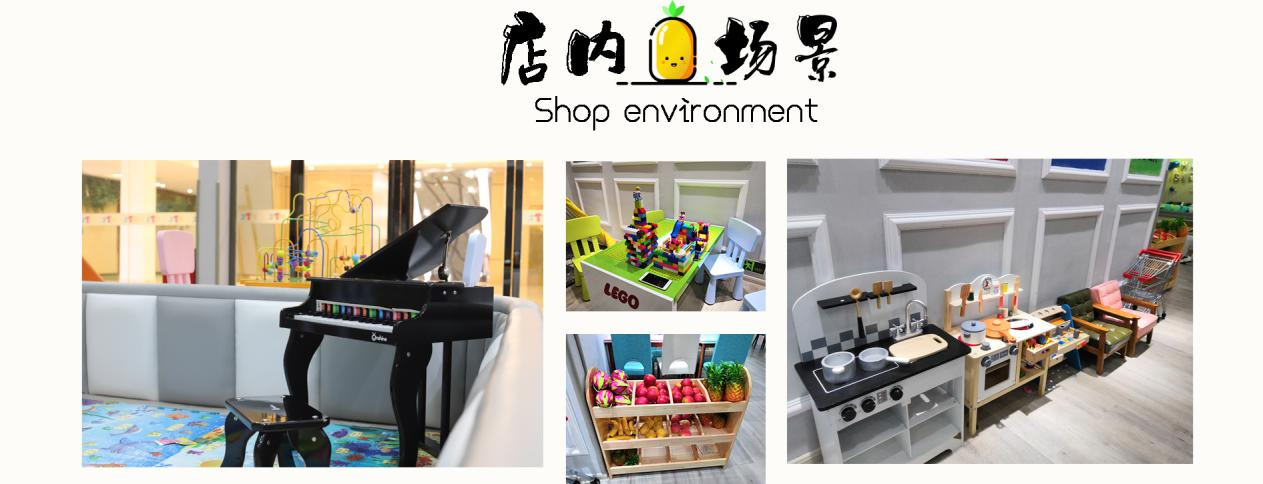 店内场景
Shop environment
LEGO